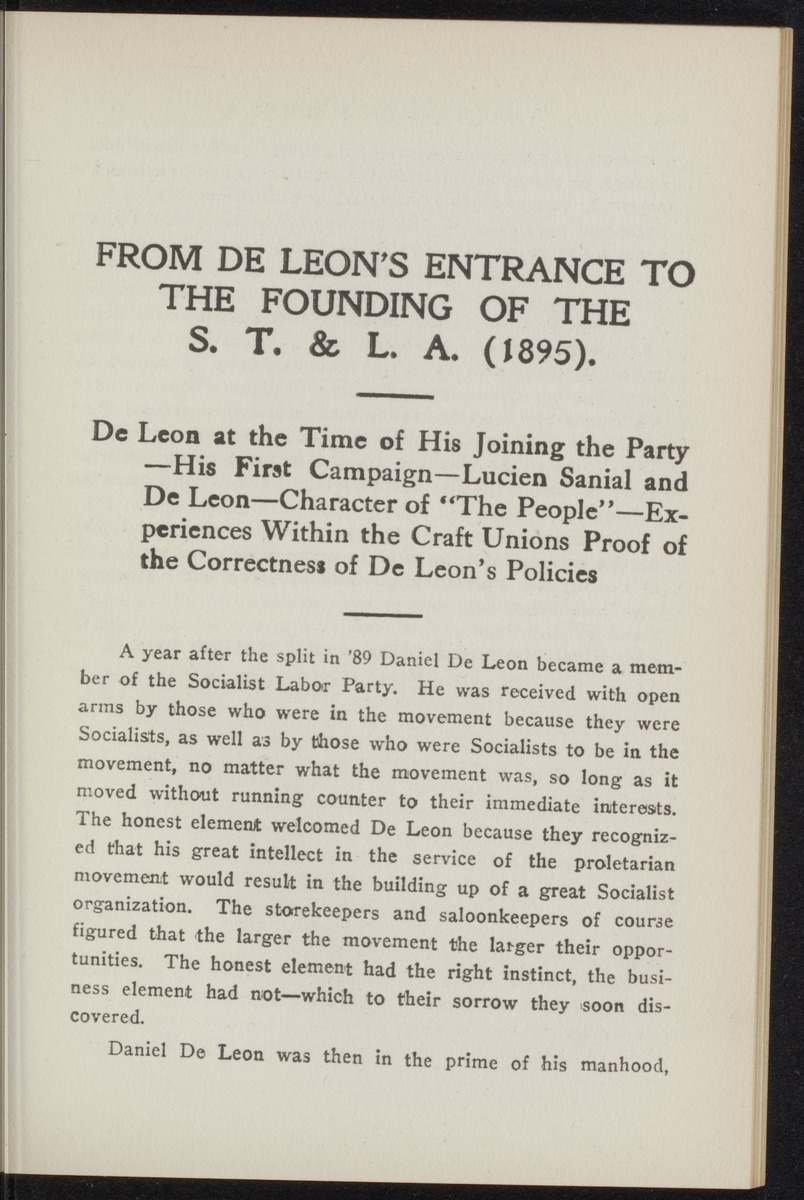 FROM DE LEON'S ENTRANCE TO
THE FOUNDING OF THE
S. T. & L. A. (1895).
De Leon at the Time of His Joining the Party
—His First Campaign—Lucien Sanial and
De Leon—Character of "The People"—Ex-
periences Within the Craft Unions Proof of
the Correctness of De Leon's Policies
A year after the split in '89 Daniel De Leon became a mem-
ber of the Socialist Labor Party. He was received with open
arms by those who were in the movement because they were
Socialists, as well as by those who were Socialists to be in the
movement, no matter what the movement was, so long as it
moved without running counter to their immediate interests.
The honest element welcomed De Leon because they recogniz-
ed that his great intellect in the service of the proletarian
movement would result in the building up of a great Socialist
organization. The storekeepers and saloonkeepers of course
figured that the larger the movement the larger their oppor-
tunities. The honest element had the right instinct, the busi-
ness element had not—which to their sorrow they soon dis-
covered.
Daniel De Leon was then in the prime of his manhood,